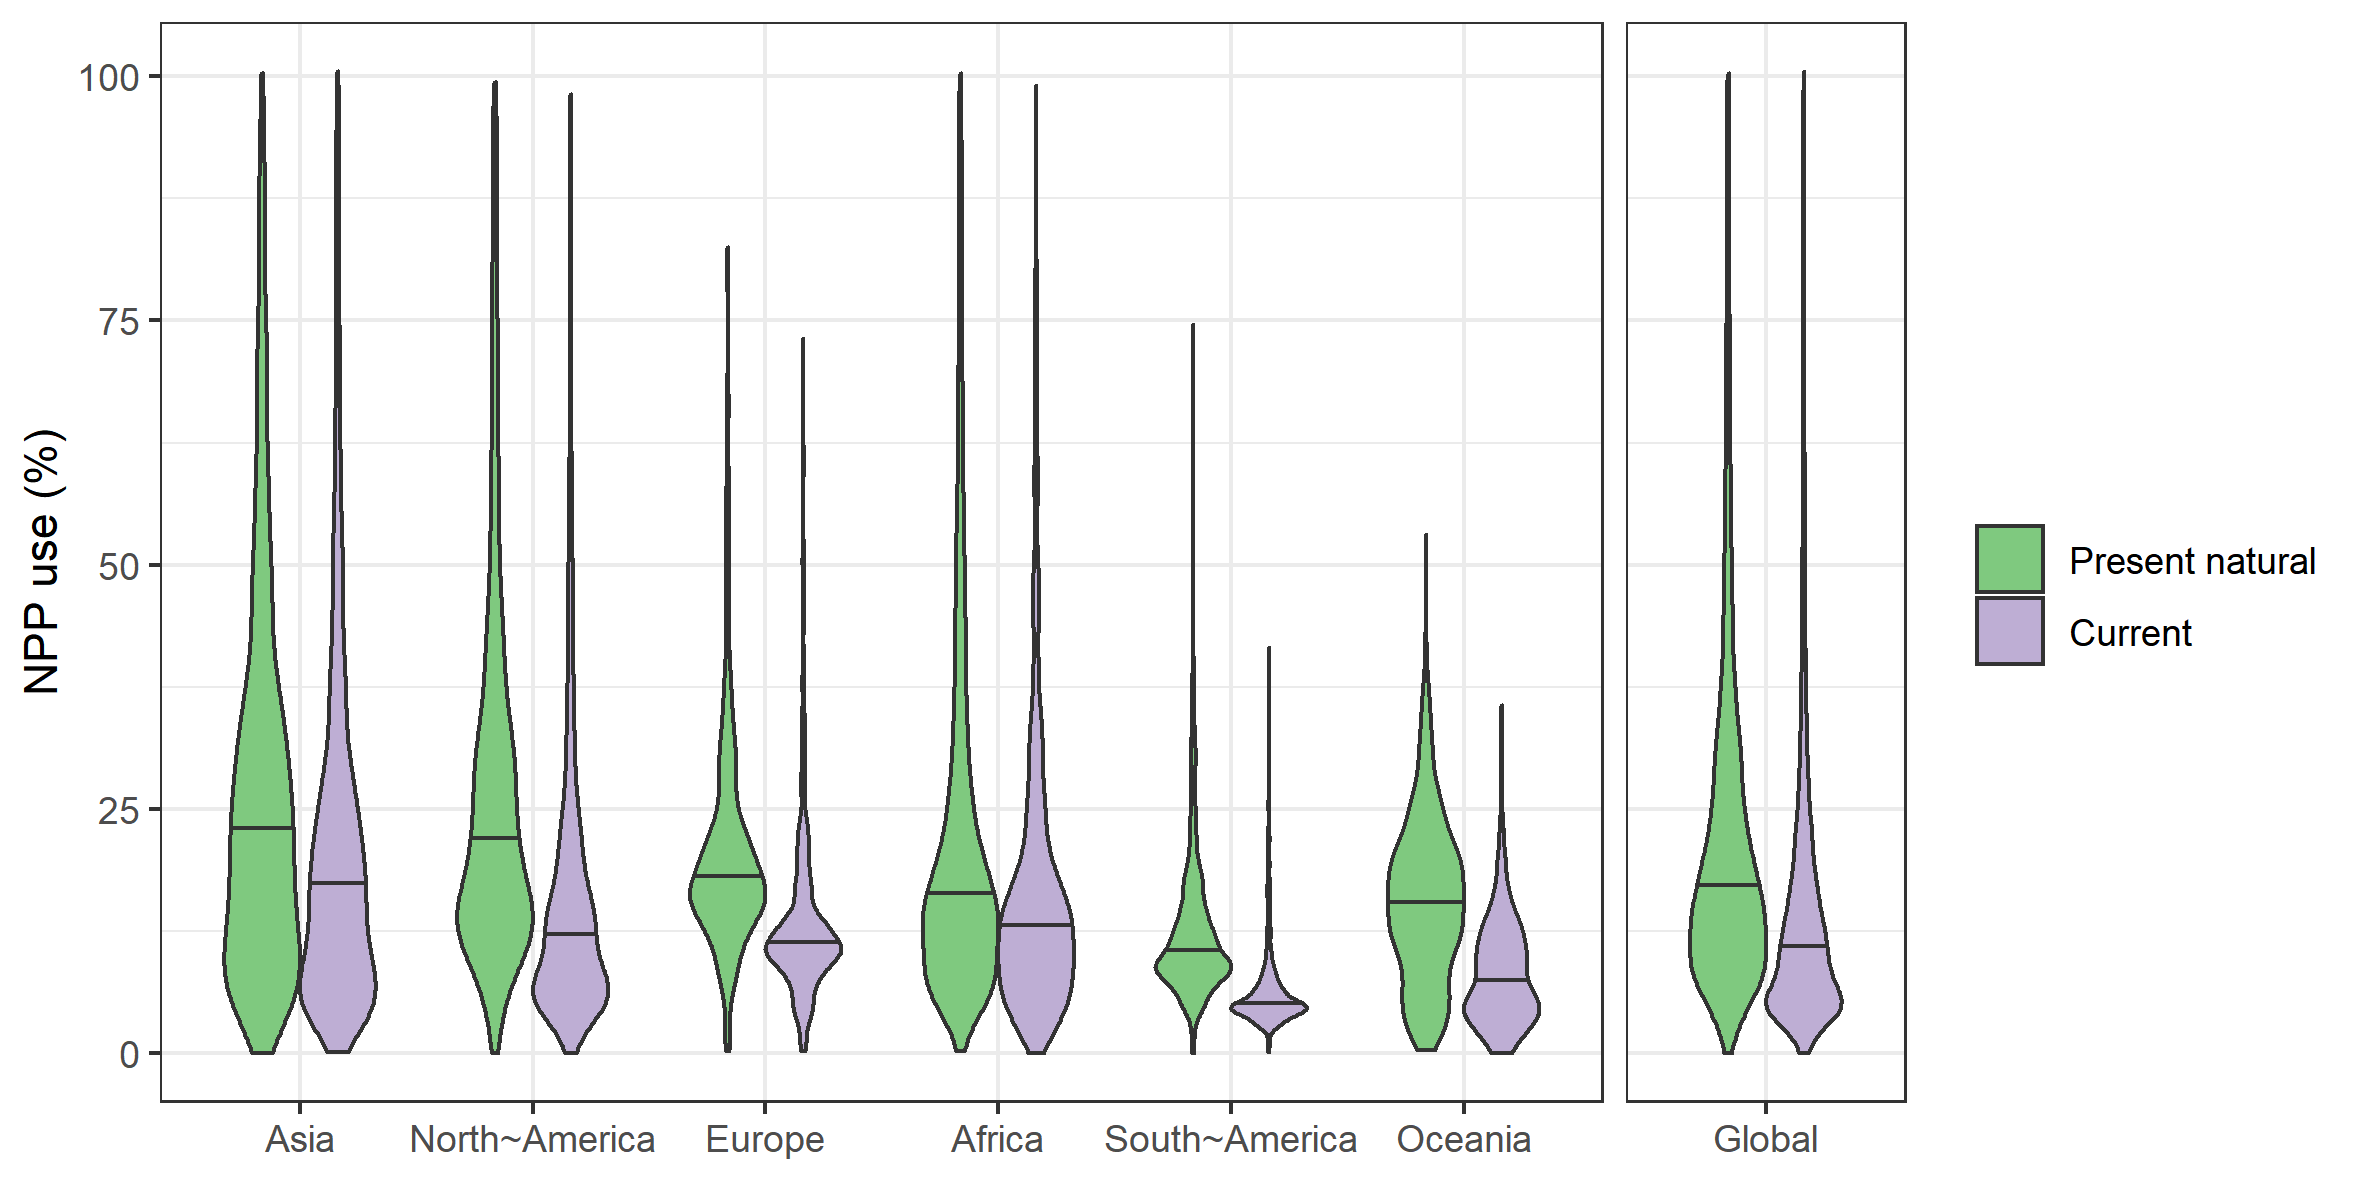 NPP use (%)
100
75
50
25
0
Asia
North~America
Europe
Africa
South~America
Oceania
Global
Present natural
Current